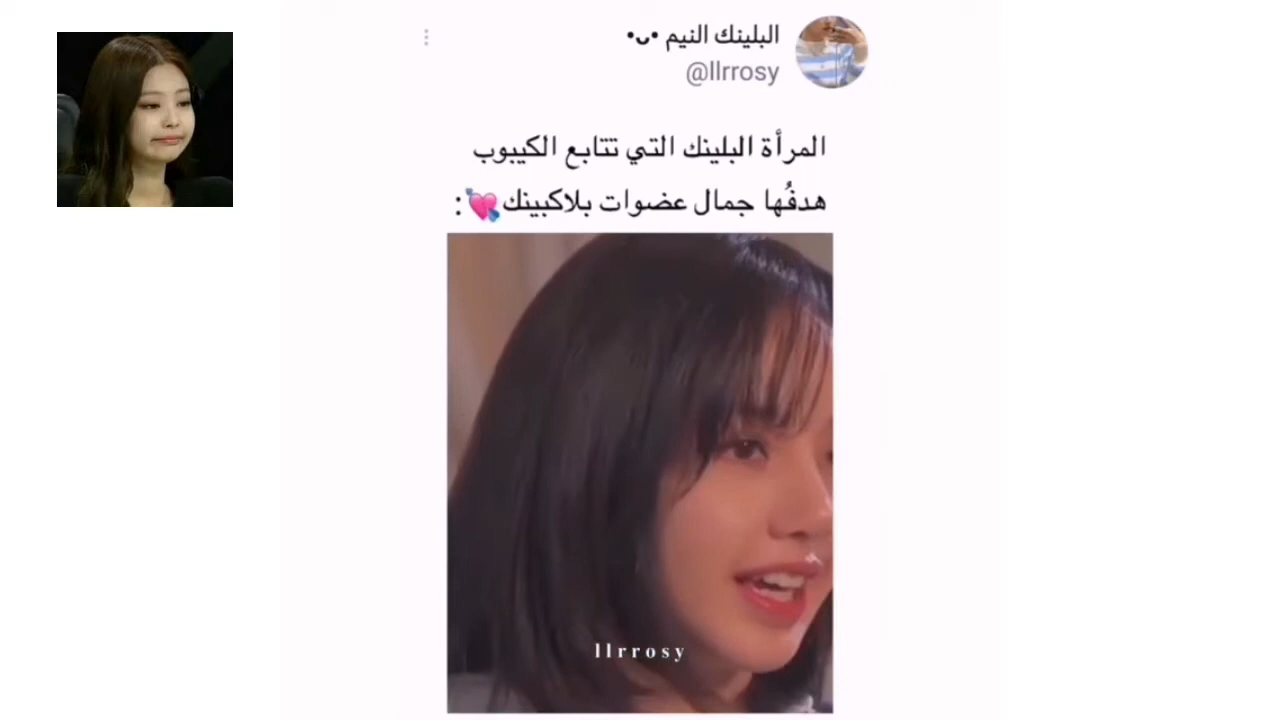 البلينك النيم •ᴗ•
@llrrosy
المرأة البلينك التي تتابع الكيبوب
هدفُها جمال عضوات بلاكبينك💘:
llrrosy